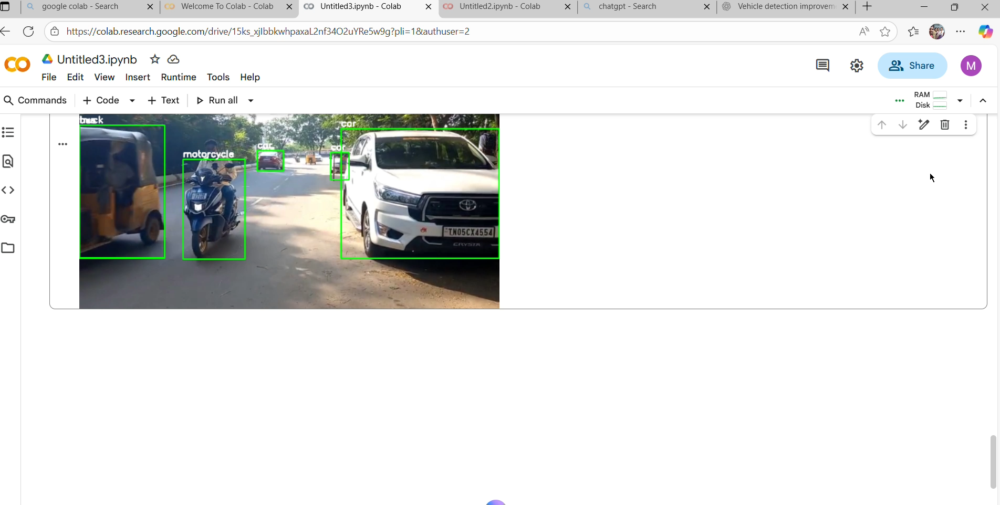 google colab - Search
Welcome To Colab - Colab
Untitled3.ipynb - Colab
Untitled2.ipynb - Colab
chatgpt - Search
Vehicle detection improvem
https://colab.research.google.com/drive/15ks_xjlbbkwhpaxaL2nf34O2uYRe5w9g?pli=1&authuser=2
Untitled3.ipynb
File Edit View Insert Runtime Tools Help
Share
M
Commands + Code + Text Run all
RAM
Disk
car
car
car
motorcycle
TN05CX4554
CRYSTA